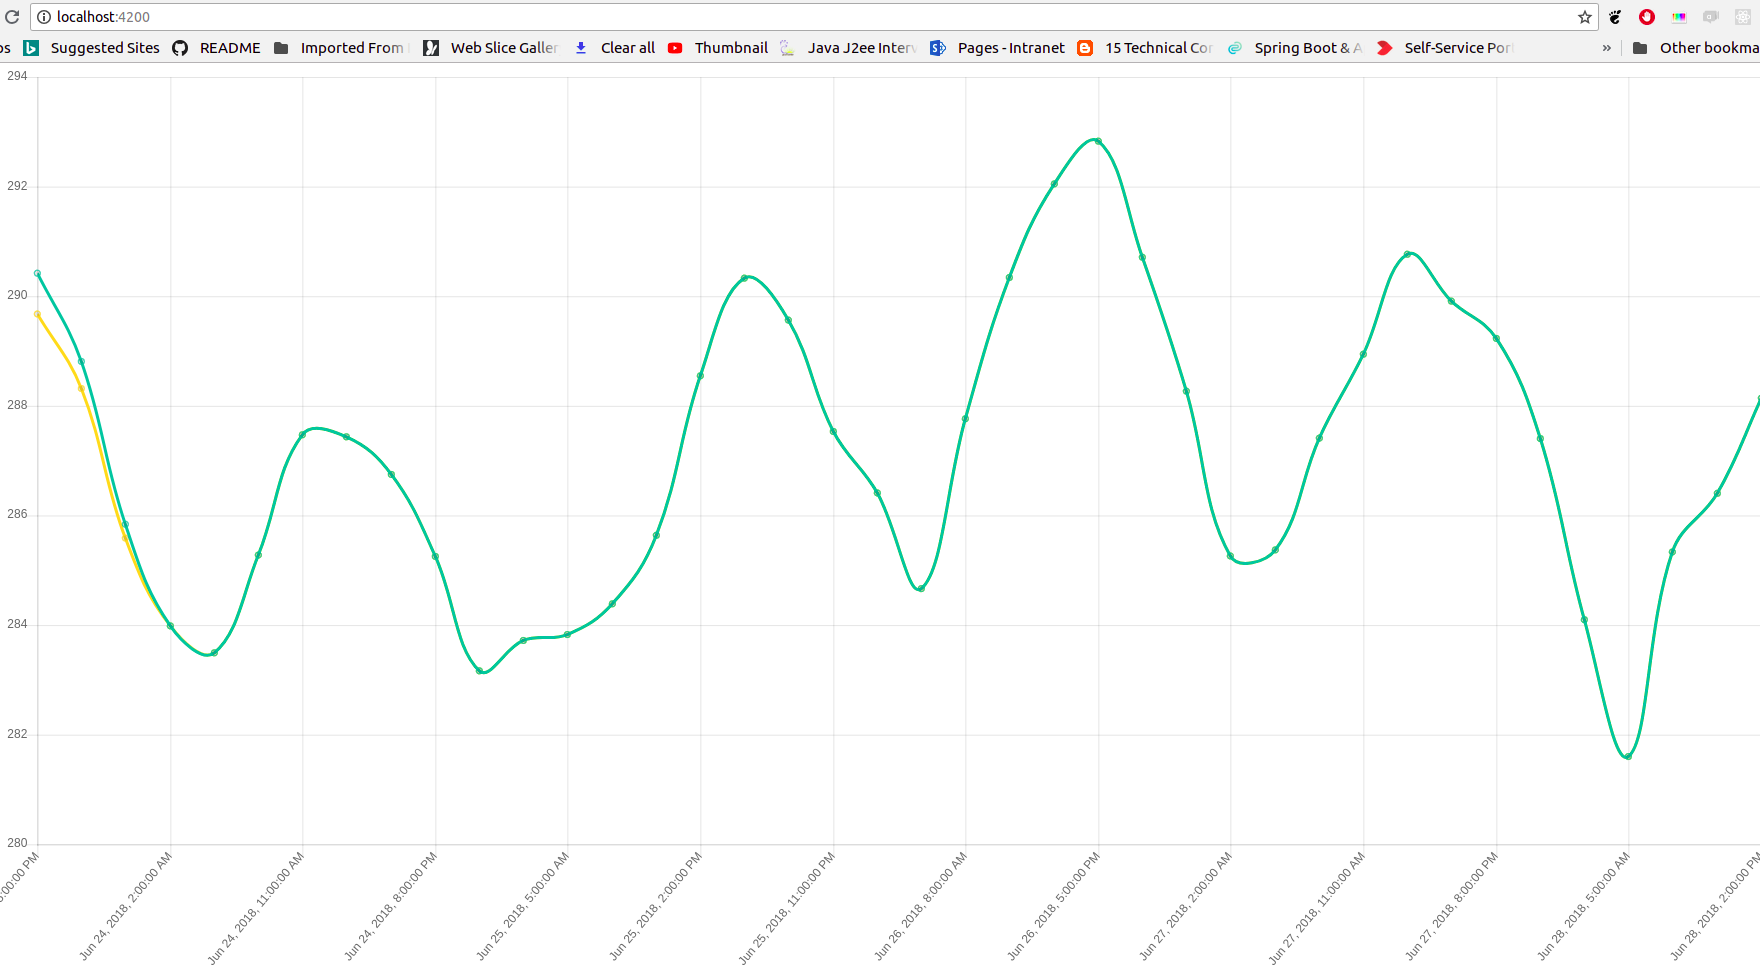 localhost:4200
os Suggested Sites README Imported From Web Slice Galler Clear all Thumbnail Java J2ee Interv Pages - Intranet 15 Technical Cor Spring Boot & A Self-Service Port » Other bookma
294
292
290
288
286
284
282
280
:00:00 PM
Jun 24, 2018, 2:00:00 AM
Jun 24, 2018, 11:00:00 AM
Jun 24, 2018, 8:00:00 PM
Jun 25, 2018, 5:00:00 AM
Jun 25, 2018, 2:00:00 PM
Jun 25, 2018, 11:00:00 PM
Jun 26, 2018, 8:00:00 AM
Jun 26, 2018, 5:00:00 PM
Jun 27, 2018, 2:00:00 AM
Jun 27, 2018, 11:00:00 AM
Jun 27, 2018, 8:00:00 PM
Jun 28, 2018, 5:00:00 AM
Jun 28, 2018, 2:00:00 PM